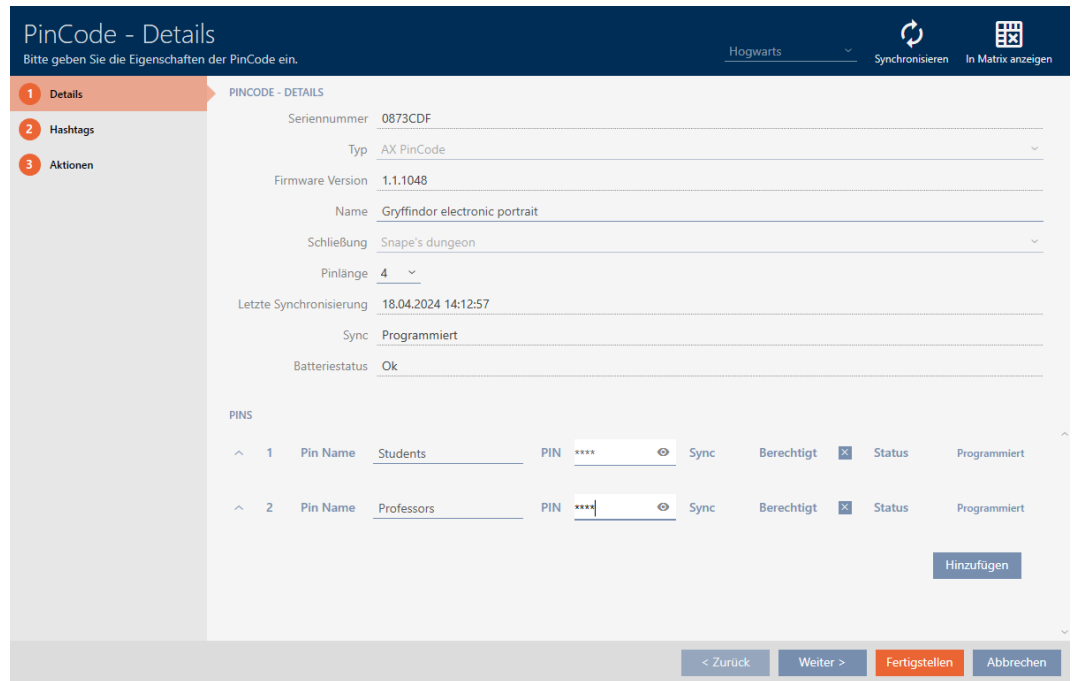 PinCode - Details
Bitte geben Sie die Eigenschaften der PinCode ein.
Hogwarts
Synchronisieren
In Matrix anzeigen
1 Details
2 Hashtags
3 Aktionen
PINCODE - DETAILS
Seriennummer 0873CDF
Typ AX PinCode
Firmware Version 1.1.1048
Name Gryffindor electronic portrait
Schließung Snape's dungeon
Pinlänge 4
Letzte Synchronisierung 18.04.2024 14:12:57
Sync Programmiert
Batteriestatus Ok
PINS
1 Pin Name Students PIN **** Sync Berechtigt Status Programmiert
2 Pin Name Professors PIN **** Sync Berechtigt Status Programmiert
Hinzufügen
< Zurück Weiter > Fertigstellen Abbrechen